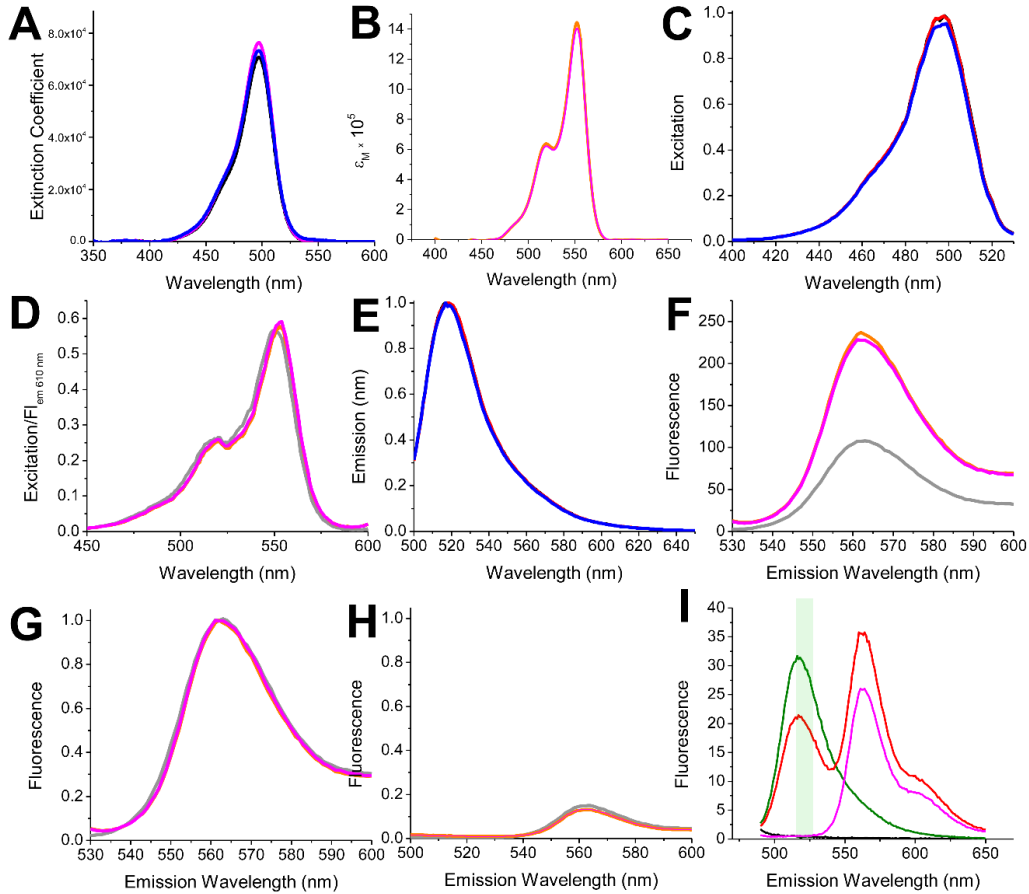 A
Extinction Coefficient
8.0x10⁴
6.0x10⁴
4.0x10⁴
2.0x10⁴
0.0
350 400 450 500 550 600
Wavelength (nm)
B
εM × 10⁵
14
12
10
8
6
4
2
0
400 450 500 550 600 650
Wavelength (nm)
C
Excitation
1.0
0.8
0.6
0.4
0.2
0.0
400 420 440 460 480 500 520
Wavelength (nm)
D
Excitation/Fl em 610 nm
0.6
0.5
0.4
0.3
0.2
0.1
0.0
450 500 550 600
Wavelength (nm)
E
Emission (nm)
1.0
0.8
0.6
0.4
0.2
0.0
500 520 540 560 580 600 620 640
Wavelength (nm)
F
Fluorescence
250
225
200
150
100
50
0
530 540 550 560 570 580 590 600
Emission Wavelength (nm)
G
Fluorescence
1.0
0.8
0.6
0.4
0.2
0.0
530 540 550 560 570 580 590 600
Emission Wavelength (nm)
H
Fluorescence
1.0
0.8
0.6
0.4
0.2
0.0
500 520 540 560 580 600
Emission Wavelength (nm)
I
Fluorescence
40
35
30
25
20
15
10
5
0
500 550 600 650
Emission Wavelength (nm)